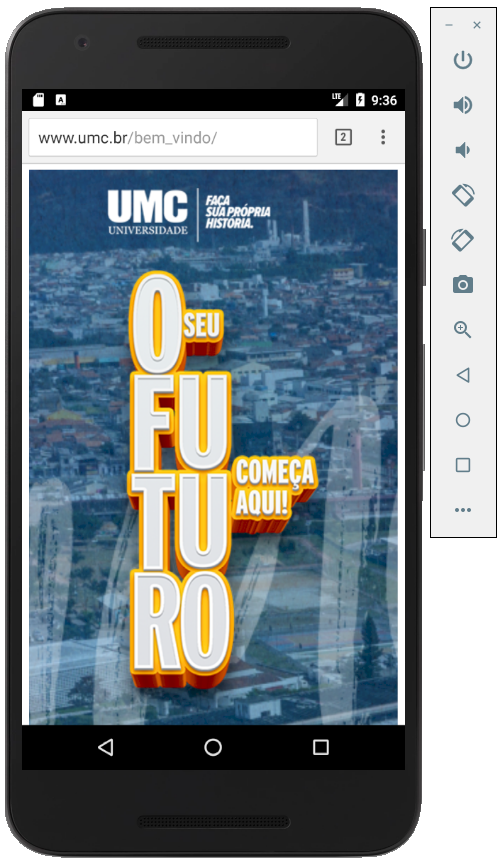 LTE 9:36
www.umc.br/bem_vindo/ 2
UMC
UNIVERSIDADE
FAÇA
SUA PRÓPRIA
HISTÓRIA.
O SEU
FU
TU
RO
COMEÇA
AQUI!